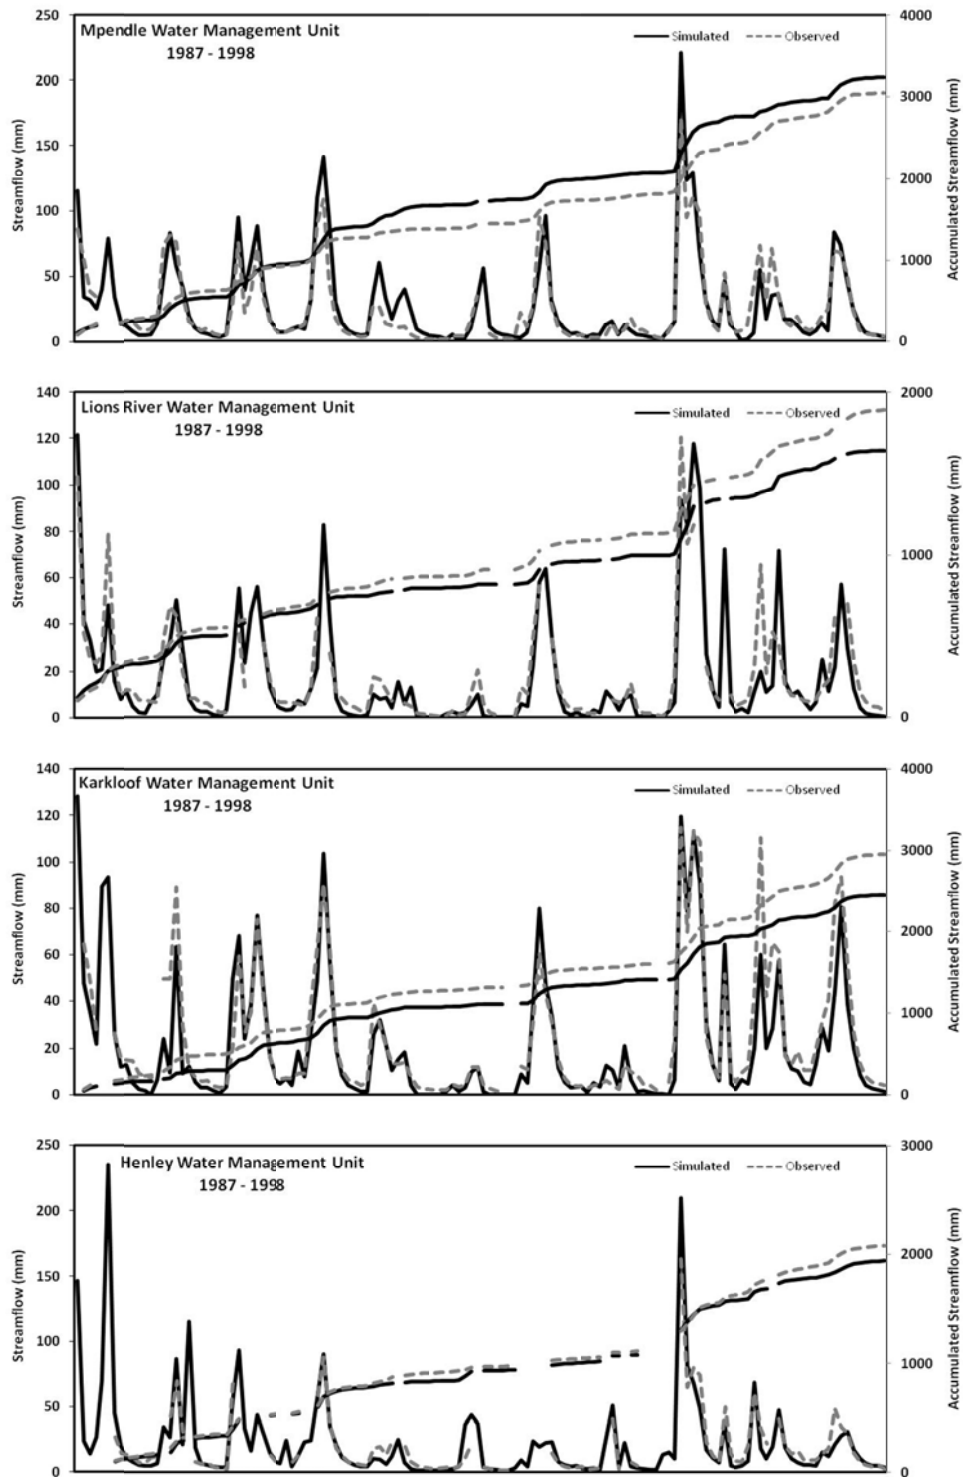 Mpendle Water Management Unit
1987 - 1998
Simulated
Observed
Streamflow (mm)
Accumulated Streamflow (mm)
250
200
150
100
50
0
4000
3000
2000
1000
0
Lions River Water Management Unit
1987 - 1998
Simulated
Observed
Streamflow (mm)
Accumulated Streamflow (mm)
140
120
100
80
60
40
20
0
2000
1000
0
Karkloof Water Management Unit
1987 - 1998
Simulated
Observed
Streamflow (mm)
Accumulated Streamflow (mm)
140
120
100
80
60
40
20
0
4000
3000
2000
1000
0
Henley Water Management Unit
1987 - 1998
Simulated
Observed
Streamflow (mm)
Accumulated Streamflow (mm)
250
200
150
100
50
0
3000
2000
1000
0